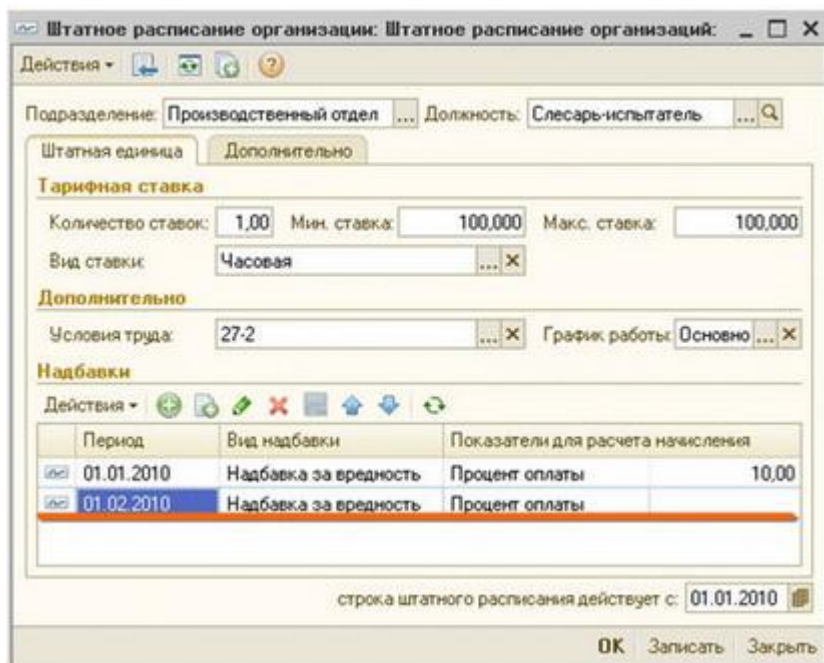 Штатное расписание организации: Штатное расписание организаций:
Действия
Подразделение: Производственный отдел ... Должность: Слесарь-испытатель ...
Штатная единица Дополнительно
Тарифная ставка
Количество ставок: 1,00 Мин. ставка: 100,000 Макс. ставка: 100,000
Вид ставки: Часовая ...
Дополнительно
Условия труда: 27-2 ... График работы: Основно ...
Надбавки
Действия
Период Вид надбавки Показатели для расчета начисления
01.01.2010 Надбавка за вредность Процент оплаты 10,00
01.02.2010 Надбавка за вредность Процент оплаты
строка штатного расписания действует с: 01.01.2010
OK Записать Закрыть